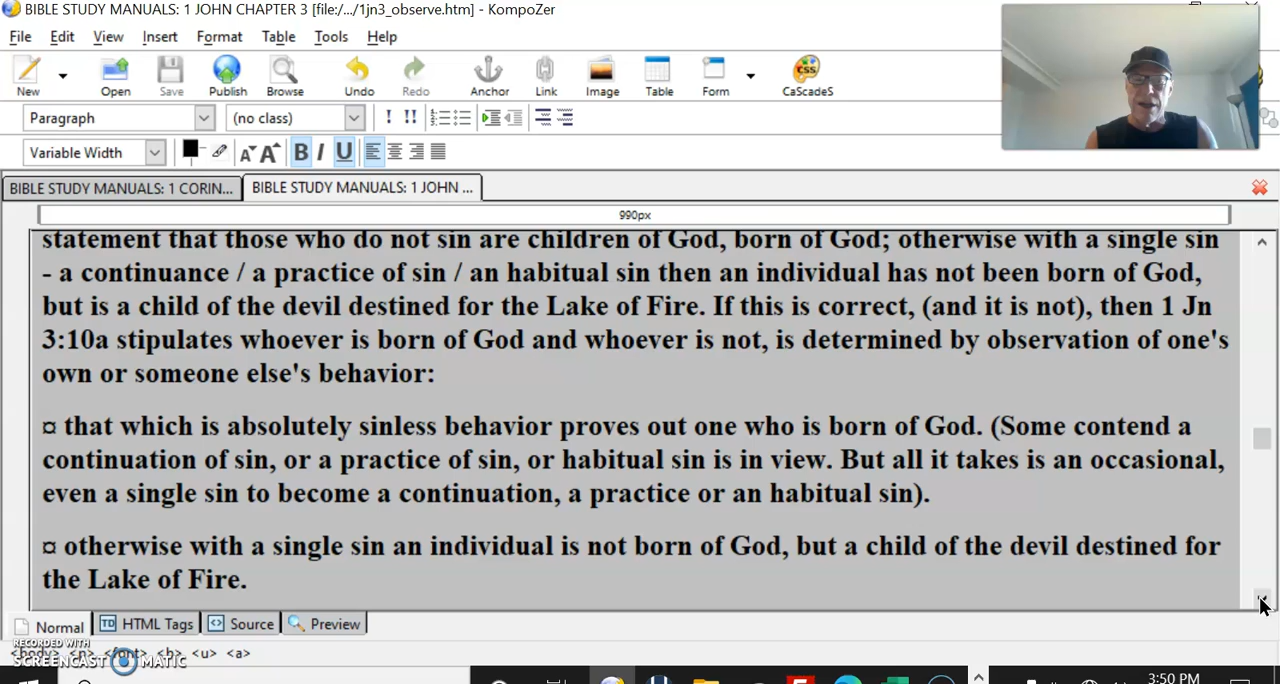 BIBLE STUDY MANUALS: 1 JOHN CHAPTER 3 [file:/.../1jn3_observe.htm] - KompoZer
File Edit View Insert Format Table Tools Help
New Open Save Publish Browse Undo Redo Anchor Link Image Table Form CaScadeS
Paragraph (no class) ! !!
Variable Width A A B I U
BIBLE STUDY MANUALS: 1 CORIN... BIBLE STUDY MANUALS: 1 JOHN ...
990px
statement that those who do not sin are children of God, born of God; otherwise with a single sin
- a continuance / a practice of sin / an habitual sin then an individual has not been born of God,
but is a child of the devil destined for the Lake of Fire. If this is correct, (and it is not), then 1 Jn
3:10a stipulates whoever is born of God and whoever is not, is determined by observation of one's
own or someone else's behavior:
¤ that which is absolutely sinless behavior proves out one who is born of God. (Some contend a
continuation of sin, or a practice of sin, or habitual sin is in view. But all it takes is an occasional,
even a single sin to become a continuation, a practice or an habitual sin).
¤ otherwise with a single sin an individual is not born of God, but a child of the devil destined for
the Lake of Fire.
Normal TD HTML Tags <> Source Preview
RECORDED WITH
<body> <p> <font> <b> <u> <a>
SCREENCAST MATIC
3:50 PM